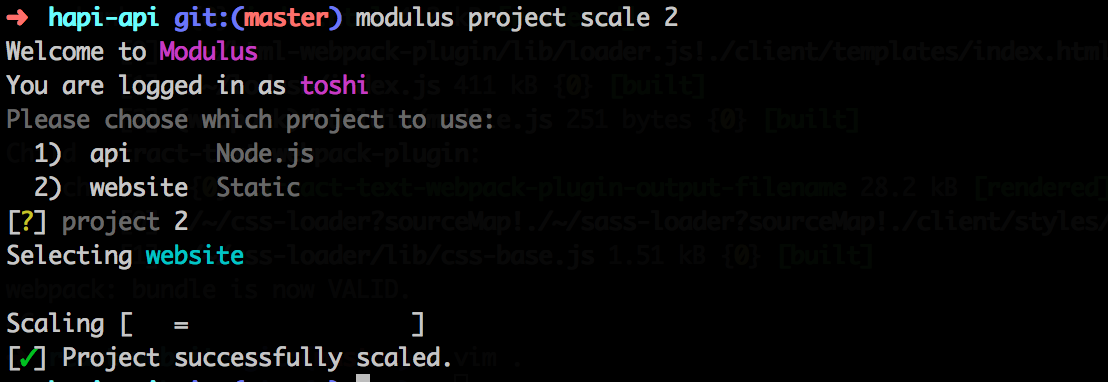 ➜ hapi-api git:(master) modulus project scale 2
Welcome to Modulus
You are logged in as toshi
Please choose which project to use:
1) api Node.js
2) website Static
[?] project 2
Selecting website
Scaling [ = ]
[✓] Project successfully scaled.